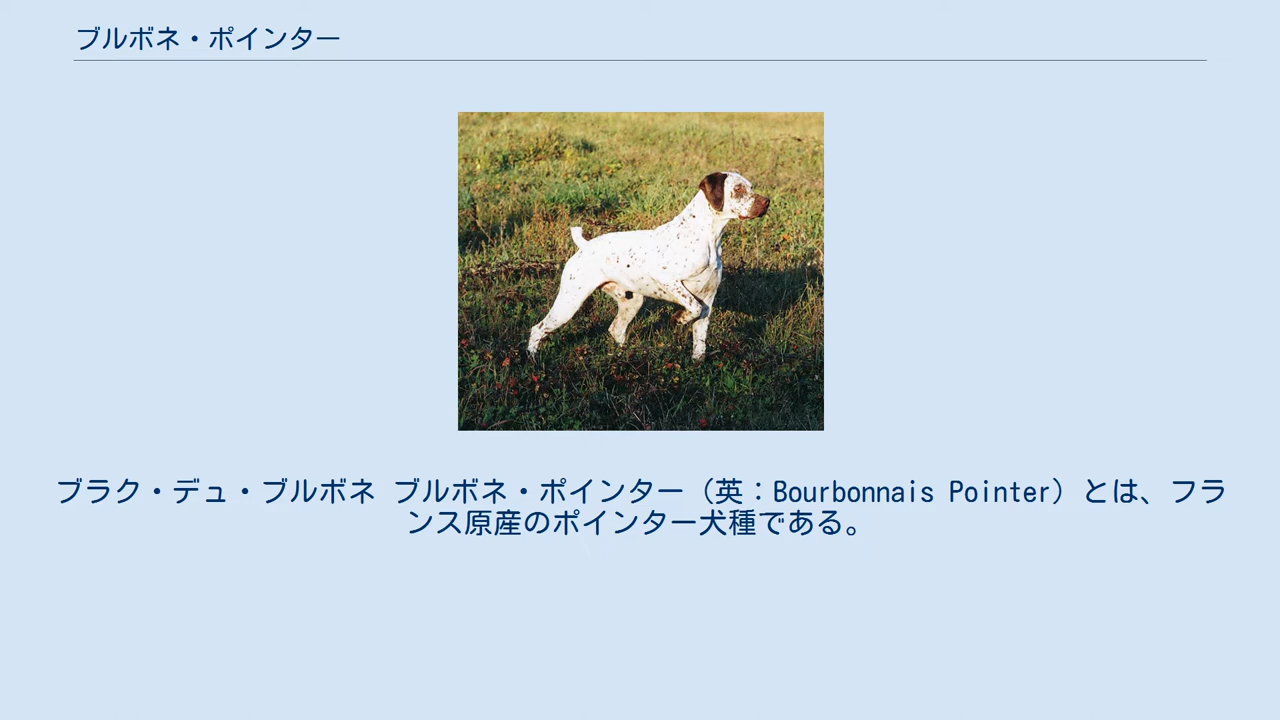 ブルボネ・ポインター
ブラク・デュ・ブルボネ ブルボネ・ポインター（英：Bourbonnais Pointer）とは、フラ
ンス原産のポインター犬種である。